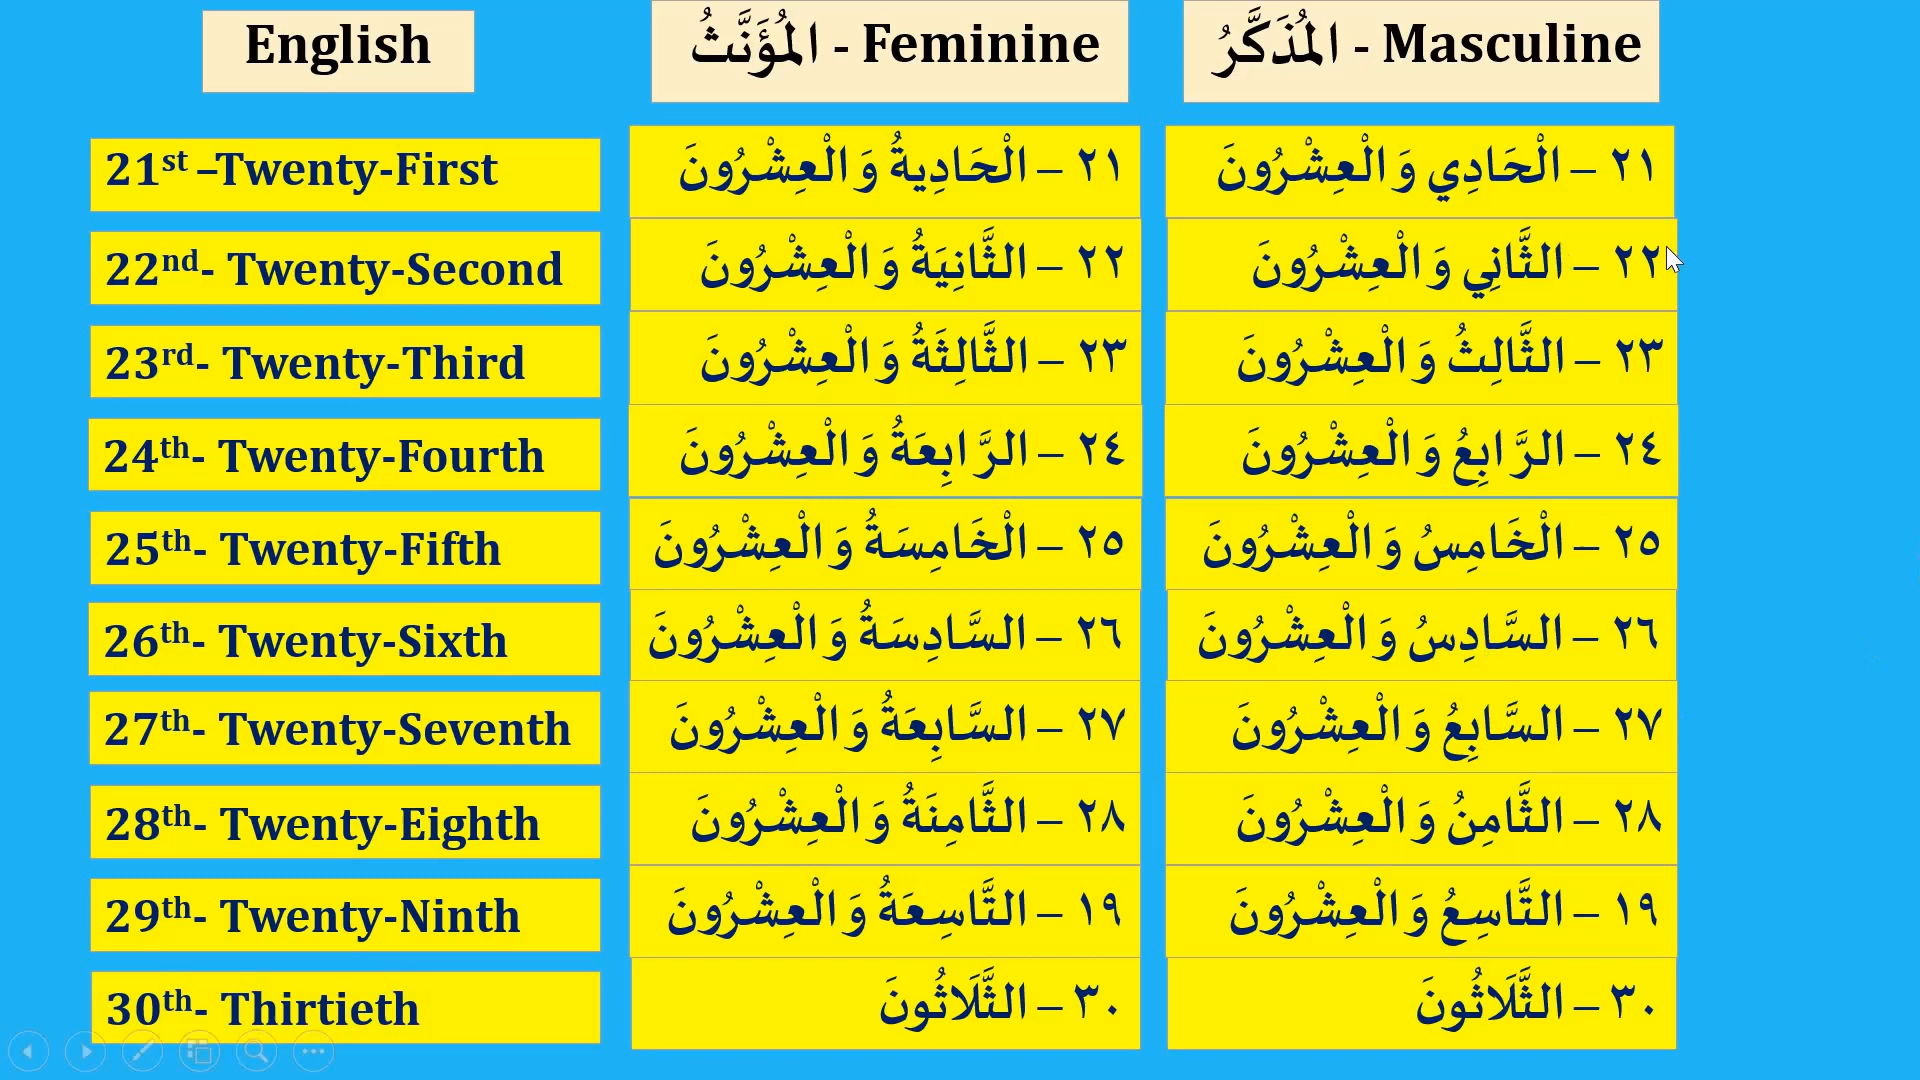 English
المُؤَنَّثُ - Feminine
المُذَكَّرُ - Masculine
21st –Twenty-First
٢١ – الْحَادِيةُ وَ الْعِشْرُونَ
٢١ – الْحَادِي وَ الْعِشْرُونَ
22nd- Twenty-Second
٢٢ – الثَّانِيَةُ وَ الْعِشْرُونَ
٢٢ – الثَّانِي وَ الْعِشْرُونَ
23rd- Twenty-Third
٢٣ – الثَّالِثَةُ وَ الْعِشْرُونَ
٢٣ – الثَّالِثُ وَ الْعِشْرُونَ
24th- Twenty-Fourth
٢٤ – الرَّابِعَةُ وَ الْعِشْرُونَ
٢٤ – الرَّابِعُ وَ الْعِشْرُونَ
25th- Twenty-Fifth
٢٥ – الْخَامِسَةُ وَ الْعِشْرُونَ
٢٥ – الْخَامِسُ وَ الْعِشْرُونَ
26th- Twenty-Sixth
٢٦ – السَّادِسَةُ وَ الْعِشْرُونَ
٢٦ – السَّادِسُ وَ الْعِشْرُونَ
27th- Twenty-Seventh
٢٧ – السَّابِعَةُ وَ الْعِشْرُونَ
٢٧ – السَّابِعُ وَ الْعِشْرُونَ
28th- Twenty-Eighth
٢٨ – الثَّامِنَةُ وَ الْعِشْرُونَ
٢٨ – الثَّامِنُ وَ الْعِشْرُونَ
29th- Twenty-Ninth
١٩ – التَّاسِعَةُ وَ الْعِشْرُونَ
١٩ – التَّاسِعُ وَ الْعِشْرُونَ
30th- Thirtieth
٣٠ – الثَّلَاثُونَ
٣٠ – الثَّلَاثُونَ